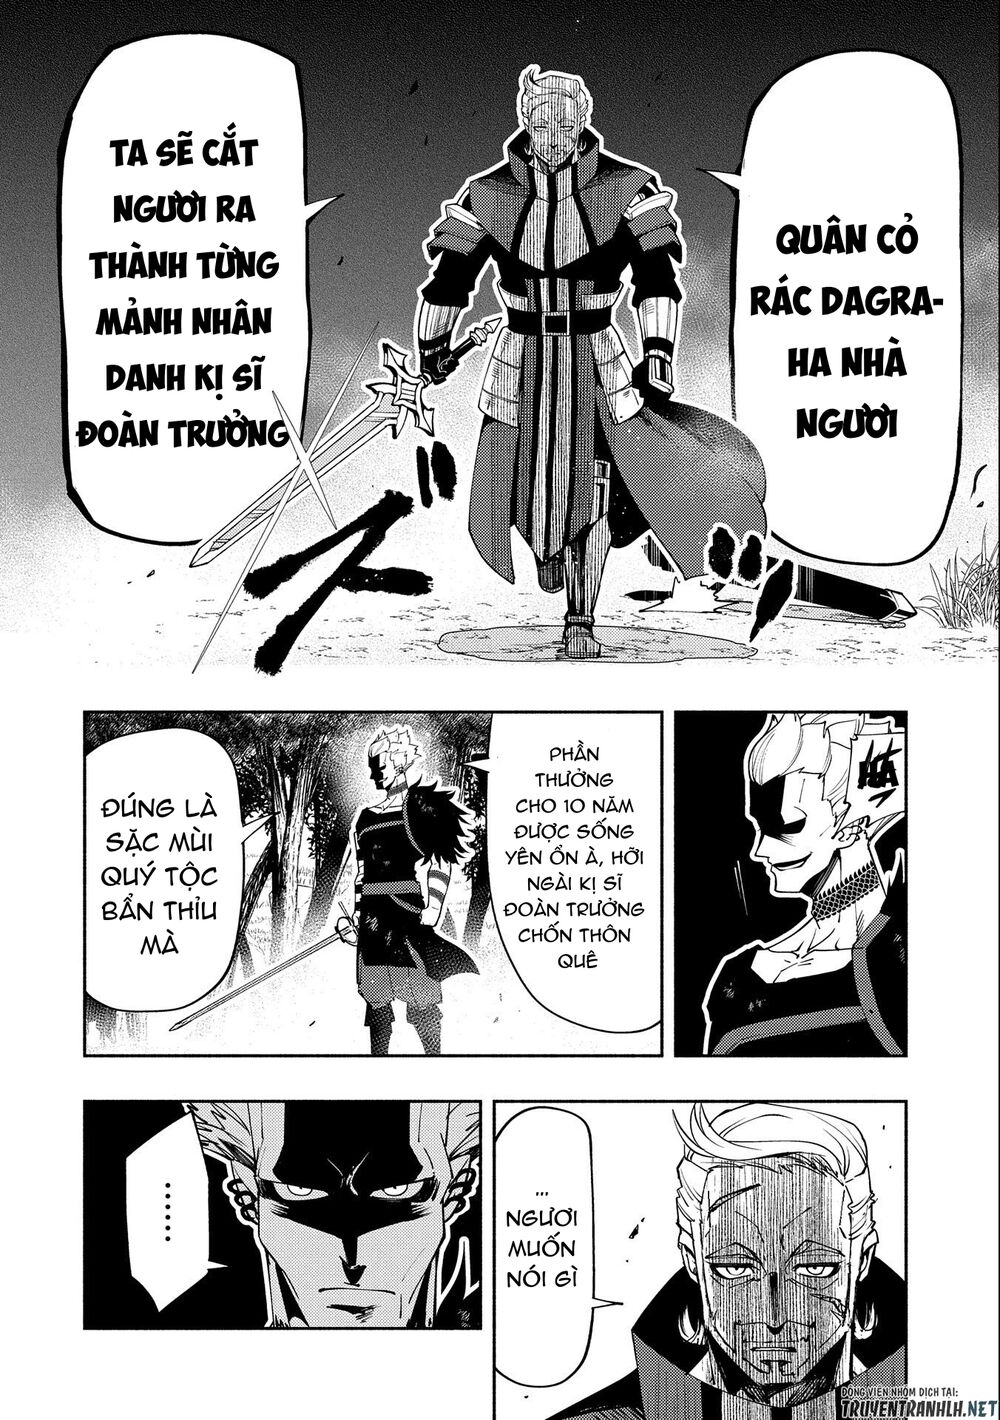 QUÂN CỎ
RÁC DAGRA-
HA NHÀ
NGƯƠI
TA SẼ CẮT
NGƯƠI RA
THÀNH TỪNG
MẢNH NHÂN
DANH KỊ SĨ
ĐOÀN TRƯỞNG
ズ
HA
PHẦN
THƯỞNG
CHO 10 NĂM
ĐƯỢC SỐNG
YÊN ỔN À, HỠI
NGÀI KỊ SĨ
ĐOÀN TRƯỞNG
CHỐN THÔN
QUÊ
ĐÚNG LÀ
SẶC MÙI
QUÝ TỘC
BẨN THỈU
MÀ
...
NGƯƠI
MUỐN
NÓI GÌ
......
ĐỘNG VIÊN NHÓM DỊCH TẠI:
TRUYENTRANHLH.NET